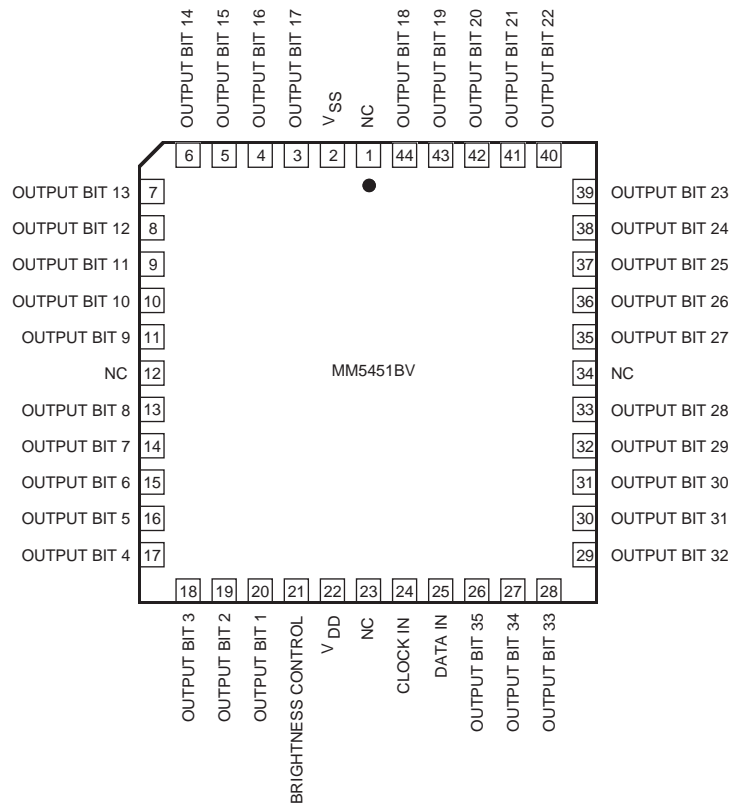 OUTPUT BIT 14
OUTPUT BIT 15
OUTPUT BIT 16
OUTPUT BIT 17
VSS
NC
OUTPUT BIT 18
OUTPUT BIT 19
OUTPUT BIT 20
OUTPUT BIT 21
OUTPUT BIT 22
6 5 4 3 2 1 44 43 42 41 40
OUTPUT BIT 13 7
39 OUTPUT BIT 23
OUTPUT BIT 12 8
38 OUTPUT BIT 24
OUTPUT BIT 11 9
37 OUTPUT BIT 25
OUTPUT BIT 10 10
36 OUTPUT BIT 26
OUTPUT BIT 9 11
35 OUTPUT BIT 27
NC 12
MM5451BV
34 NC
OUTPUT BIT 8 13
33 OUTPUT BIT 28
OUTPUT BIT 7 14
32 OUTPUT BIT 29
OUTPUT BIT 6 15
31 OUTPUT BIT 30
OUTPUT BIT 5 16
30 OUTPUT BIT 31
OUTPUT BIT 4 17
29 OUTPUT BIT 32
18 19 20 21 22 23 24 25 26 27 28
OUTPUT BIT 3
OUTPUT BIT 2
OUTPUT BIT 1
BRIGHTNESS CONTROL
VDD
NC
CLOCK IN
DATA IN
OUTPUT BIT 35
OUTPUT BIT 34
OUTPUT BIT 33